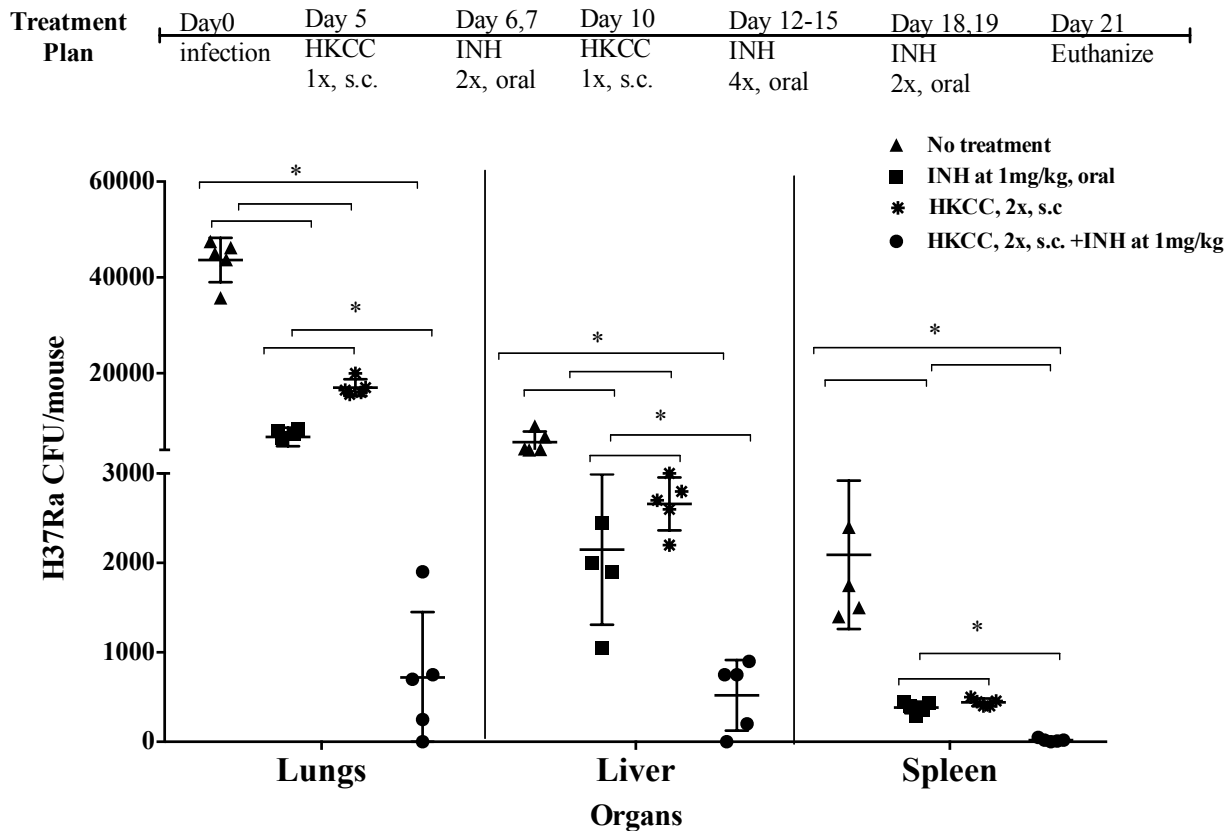 Treatment Plan
Day0 infection
Day 5 HKCC 1x, s.c.
Day 6,7 INH 2x, oral
Day 10 HKCC 1x, s.c.
Day 12-15 INH 4x, oral
Day 18,19 INH 2x, oral
Day 21 Euthanize
No treatment
INH at 1mg/kg, oral
HKCC, 2x, s.c
HKCC, 2x, s.c. +INH at 1mg/kg
H37Ra CFU/mouse
60000
40000
20000
3000
2000
1000
0
*
*
*
*
*
*
Lungs
Liver
Spleen
Organs